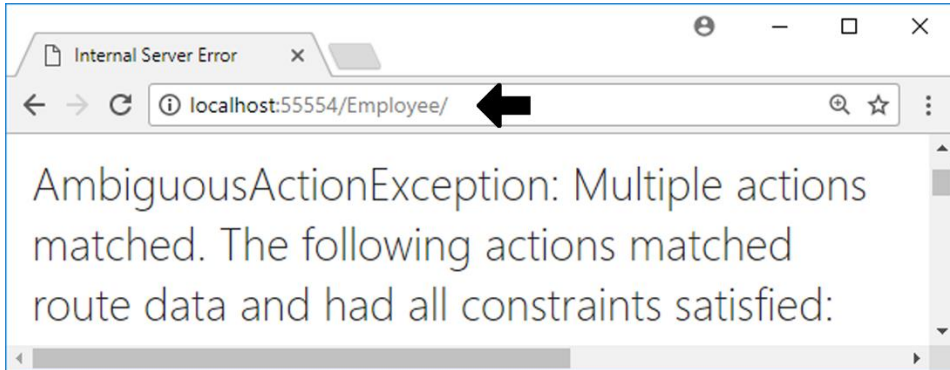 Internal Server Error
localhost:55554/Employee/
AmbiguousActionException: Multiple actions
matched. The following actions matched
route data and had all constraints satisfied: